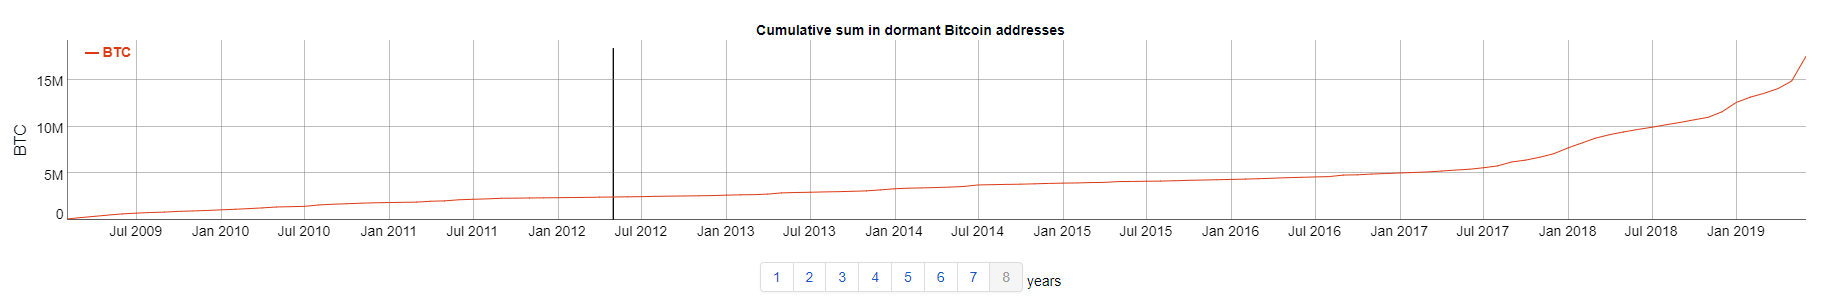 Cumulative sum in dormant Bitcoin addresses
BTC
15M
10M
5M
0
BTC
Jul 2009 Jan 2010 Jul 2010 Jan 2011 Jul 2011 Jan 2012 Jul 2012 Jan 2013 Jul 2013 Jan 2014 Jul 2014 Jan 2015 Jul 2015 Jan 2016 Jul 2016 Jan 2017 Jul 2017 Jan 2018 Jul 2018 Jan 2019
1 2 3 4 5 6 7 8 years